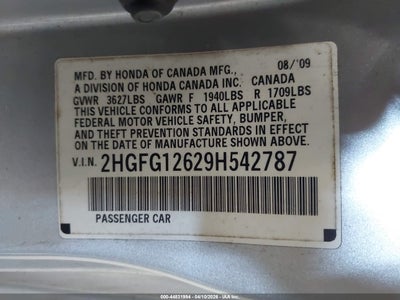 08/'09
MFD. BY HONDA OF CANADA MFG.,
A DIVISION OF HONDA CANADA INC. CANADA
GVWR 3627LBS GAWR F 1940LBS R 1709LBS
THIS VEHICLE CONFORMS TO ALL APPLICABLE
FEDERAL MOTOR VEHICLE SAFETY, BUMPER,
AND THEFT PREVENTION STANDARDS IN
EFFECT ON THE DATE OF MANUFACTURE
SHOWN ABOVE.
V.I.N. 2HGFG12629H542787
PASSENGER CAR
000-44831984 - 04/10/2026 - IAA Inc.